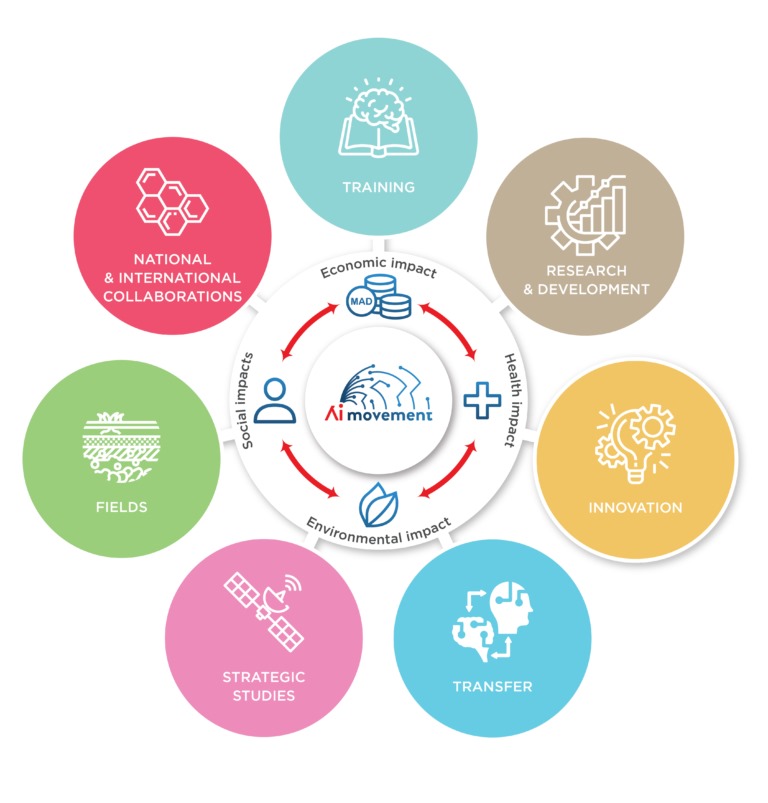 TRAINING
NATIONAL
& INTERNATIONAL
COLLABORATIONS
RESEARCH
& DEVELOPMENT
Economic impact
MAD
Social impacts
Health impact
Ai movement
Environmental impact
FIELDS
INNOVATION
STRATEGIC
STUDIES
TRANSFER